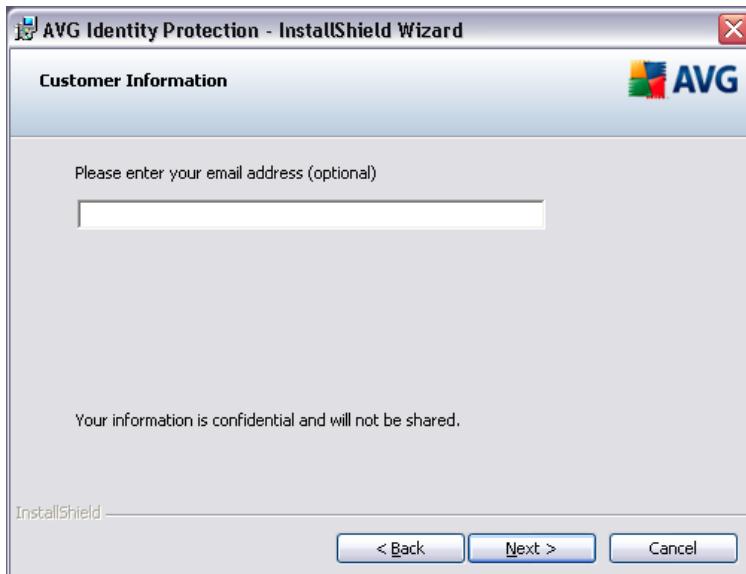 AVG Identity Protection - InstallShield Wizard
Customer Information
AVG
Please enter your email address (optional)
Your information is confidential and will not be shared.
InstallShield
< Back Next > Cancel